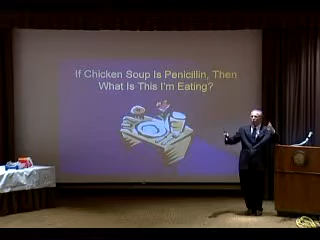 If Chicken Soup Is Penicillin, Then
What Is This I'm Eating?